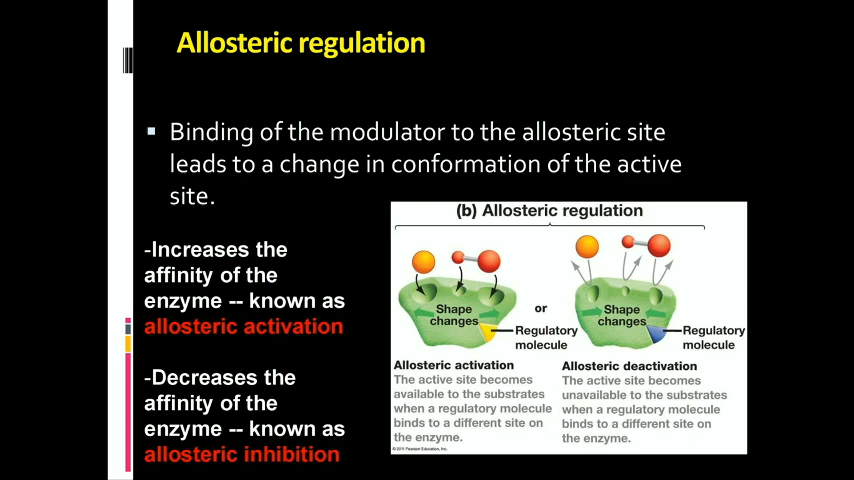 Allosteric regulation
Binding of the modulator to the allosteric site
leads to a change in conformation of the active
site.
-Increases the
affinity of the
enzyme -- known as
allosteric activation
-Decreases the
affinity of the
enzyme -- known as
allosteric inhibition
(b) Allosteric regulation
Shape
changes
Regulatory
molecule
or
Shape
changes
Regulatory
molecule
Allosteric activation
The active site becomes
available to the substrates
when a regulatory molecule
binds to a different site on
the enzyme.
Allosteric deactivation
The active site becomes
unavailable to the substrates
when a regulatory molecule
binds to a different site on
the enzyme.
© 2011 Pearson Education, Inc.